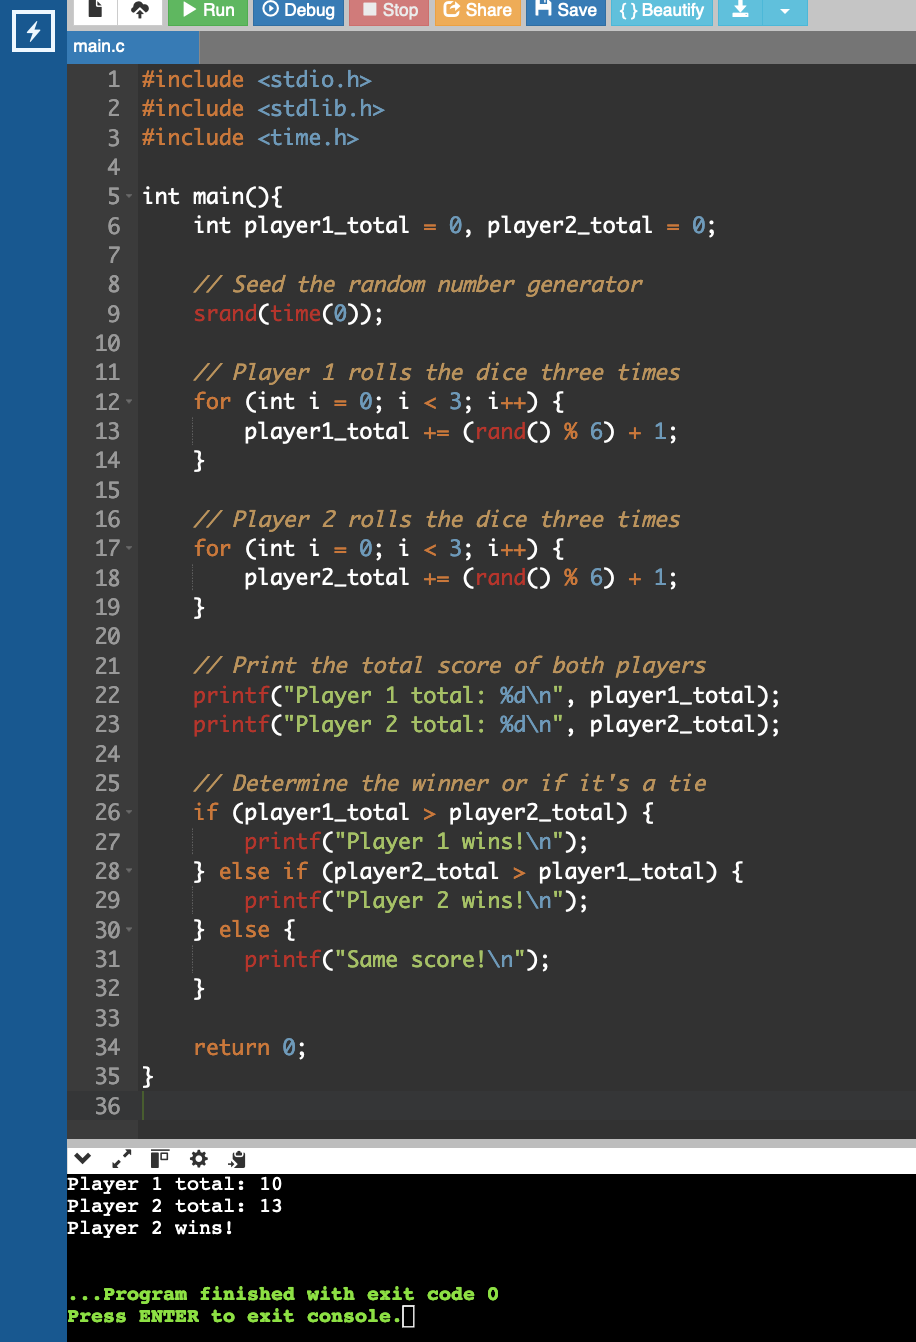 Run Debug Stop Share Save { } Beautify
main.c
1 #include <stdio.h>
2 #include <stdlib.h>
3 #include <time.h>
4
5 int main(){
6     int player1_total = 0, player2_total = 0;
7
8     // Seed the random number generator
9     srand(time(0));
10
11     // Player 1 rolls the dice three times
12     for (int i = 0; i < 3; i++) {
13         player1_total += (rand() % 6) + 1;
14     }
15
16     // Player 2 rolls the dice three times
17     for (int i = 0; i < 3; i++) {
18         player2_total += (rand() % 6) + 1;
19     }
20
21     // Print the total score of both players
22     printf("Player 1 total: %d\n", player1_total);
23     printf("Player 2 total: %d\n", player2_total);
24
25     // Determine the winner or if it's a tie
26     if (player1_total > player2_total) {
27         printf("Player 1 wins!\n");
28     } else if (player2_total > player1_total) {
29         printf("Player 2 wins!\n");
30     } else {
31         printf("Same score!\n");
32     }
33
34     return 0;
35 }
36
Player 1 total: 10
Player 2 total: 13
Player 2 wins!
...Program finished with exit code 0
Press ENTER to exit console.